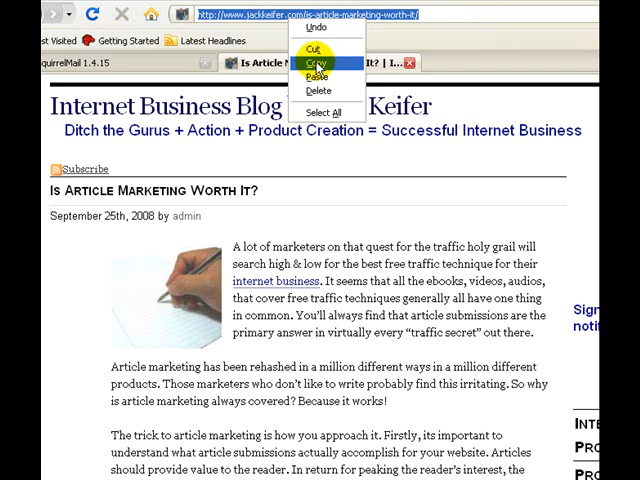 http://www.jackkeifer.com/is-article-marketing-worth-it/
Undo
st Visited Getting Started Latest Headlines
Cut
quirrelMail 1.4.15 Is Article It? | I...
Copy
Paste
Delete
Internet Business Blog Keifer
Select All
Ditch the Gurus + Action + Product Creation = Successful Internet Business
Subscribe
Is Article Marketing Worth It?
September 25th, 2008 by admin
A lot of marketers on that quest for the traffic holy grail will
search high & low for the best free traffic technique for their
internet business. It seems that all the ebooks, videos, audios,
that cover free traffic techniques generally all have one thing
in common. You'll always find that article submissions are the
primary answer in virtually every "traffic secret" out there.
Sign
notif
Article marketing has been rehashed in a million different ways in a million different
products. Those marketers who don't like to write probably find this irritating. So why
is article marketing always covered? Because it works!
The trick to article marketing is how you approach it. Firstly, its important to
understand what article submissions actually accomplish for your website. Articles
should provide value to the reader. In return for peaking the reader's interest, the
Inte
Pro
Pro